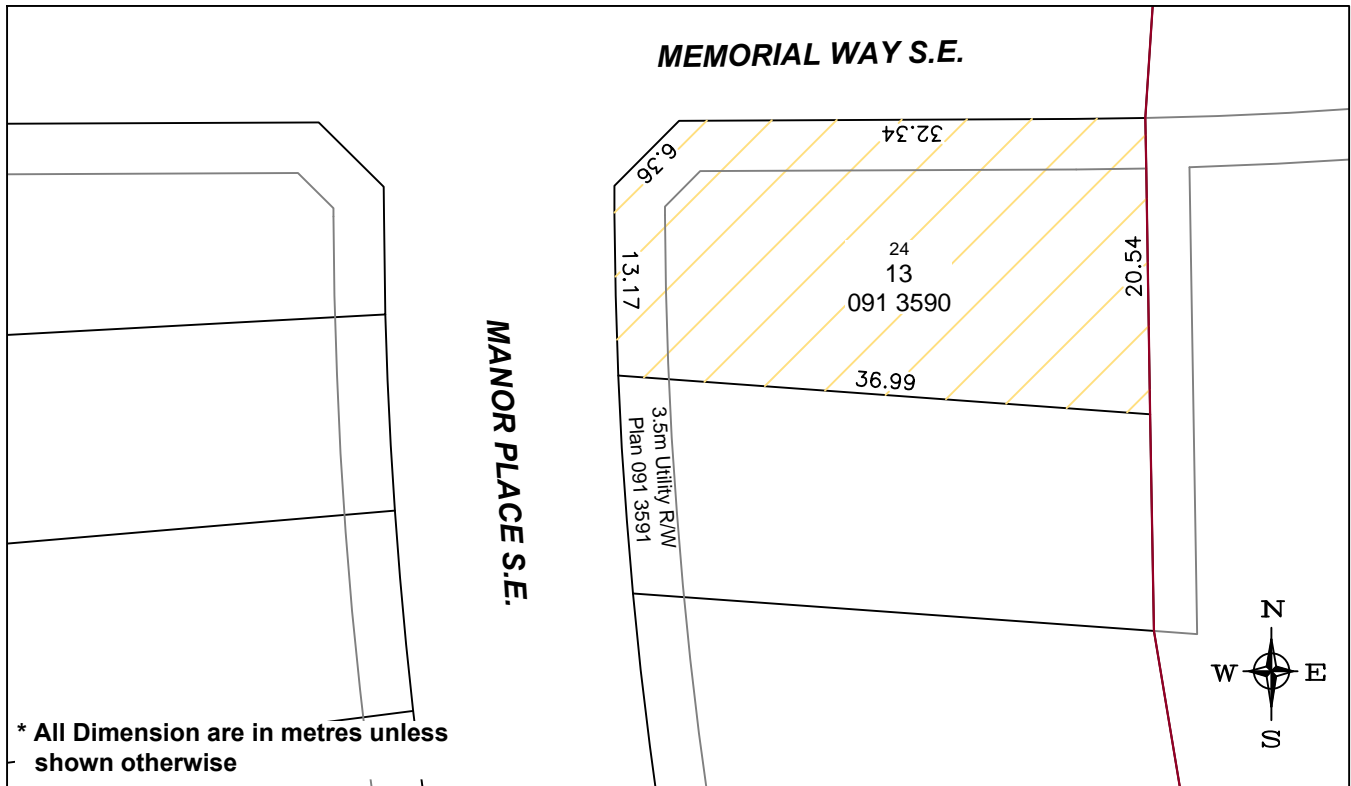 MEMORIAL WAY S.E.
32.34
6.36
13.17
24
13
091 3590
20.54
36.99
MANOR PLACE S.E.
3.5m Utility R/W
Plan 091 3591
N
W
E
S
* All Dimension are in metres unless
shown otherwise